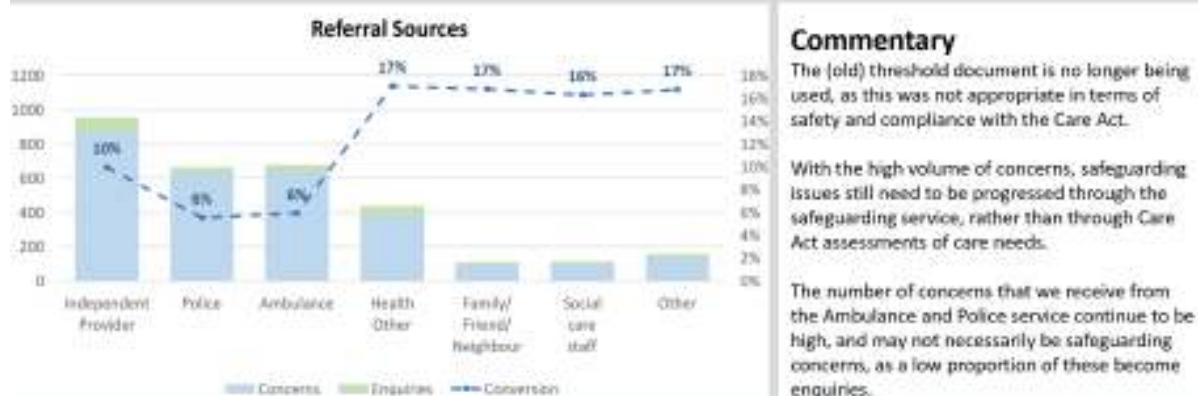 Referral Sources
1200
1000
800
600
400
200
0
10%
6%
6%
17%
17%
16%
17%
18%
16%
14%
12%
10%
8%
6%
4%
2%
0%
Independent
Provider
Police
Ambulance
Health
Other
Family/
Friend/
Neighbour
Social
care
staff
Other
Concerns
Enquiries
Conversion
Commentary
The (old) threshold document is no longer being
used, as this was not appropriate in terms of
safety and compliance with the Care Act.
With the high volume of concerns, safeguarding
issues still need to be progressed through the
safeguarding service, rather than through Care
Act assessments of care needs.
The number of concerns that we receive from
the Ambulance and Police service continue to be
high, and may not necessarily be safeguarding
concerns, as a low proportion of these become
enquiries.